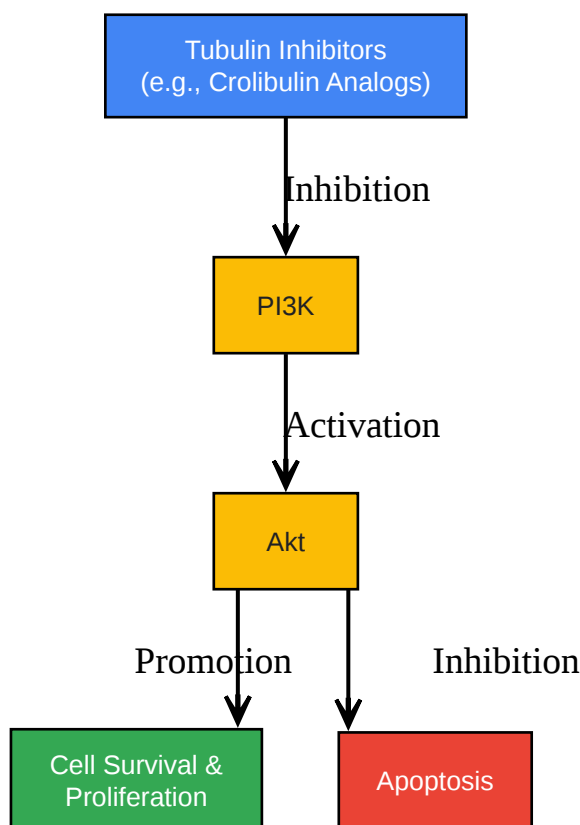 Tubulin Inhibitors
(e.g., Crolibulin Analogs)
Inhibition
PI3K
Activation
Akt
Promotion
Inhibition
Cell Survival &
Proliferation
Apoptosis